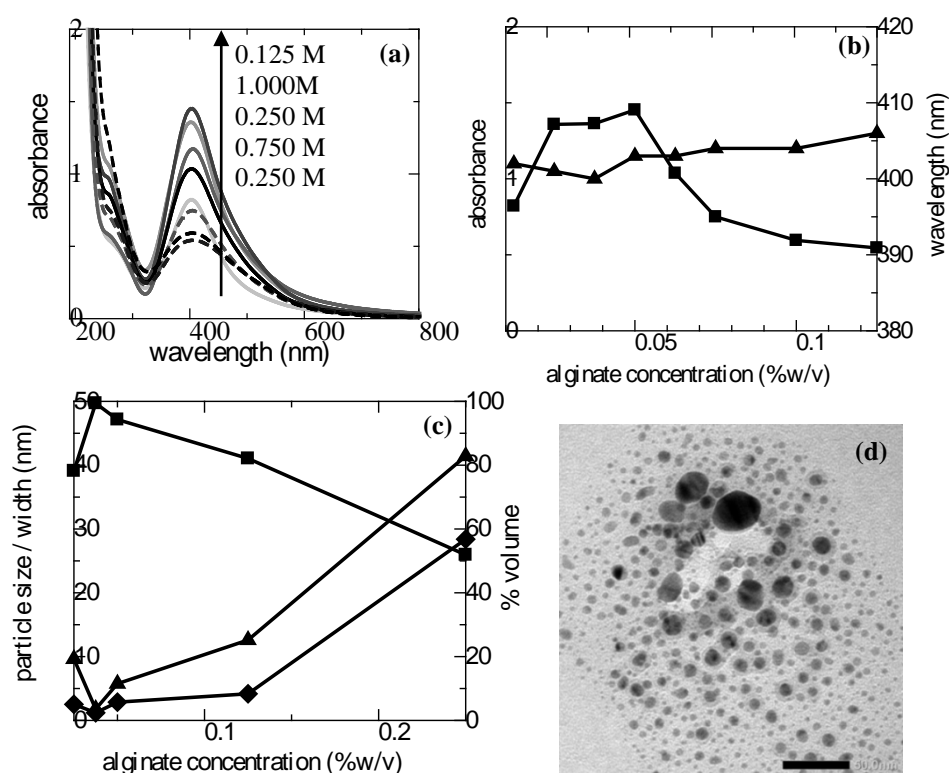 (a)
2
1
0
absorbance
0.125 M
1.000M
0.250 M
0.750 M
0.250 M
200 400 600 800
wavelength (nm)
(b)
2
1
0
absorbance
420
410
400
390
380
wavelength (nm)
0.05 0.1
alginate concentration (%w/v)
(c)
50
40
30
20
10
0
particle size / width (nm)
100
80
60
40
20
0
% volume
0.1 0.2
alginate concentration (%w/v)
(d)
50.0nm